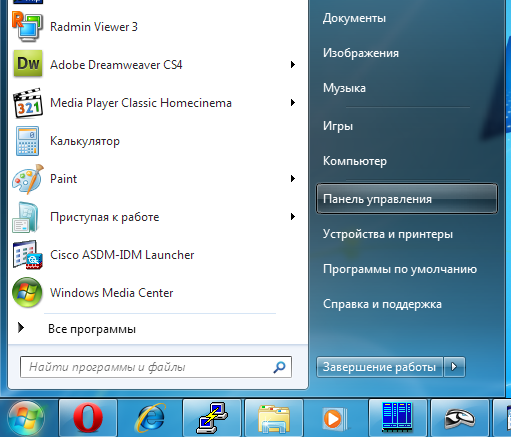 Radmin Viewer 3
Dw
Adobe Dreamweaver CS4
321
Media Player Classic Homecinema
Калькулятор
Paint
Приступая к работе
Cisco ASDM-IDM Launcher
Windows Media Center
Все программы
Найти программы и файлы
Документы
Изображения
Музыка
Игры
Компьютер
Панель управления
Устройства и принтеры
Программы по умолчанию
Справка и поддержка
Завершение работы